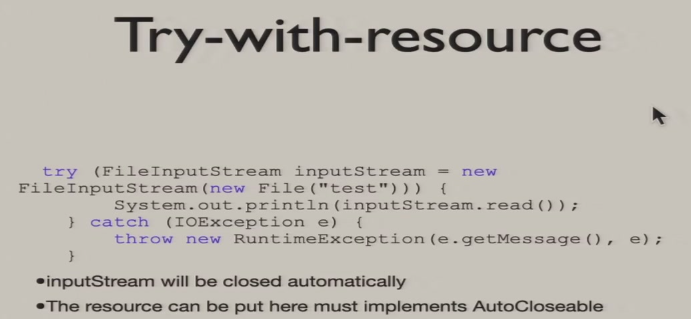 Try-with-resource
try (FileInputStream inputStream = new
FileInputStream(new File("test"))) {
System.out.println(inputStream.read());
} catch (IOException e) {
throw new RuntimeException(e.getMessage(), e);
}
•inputStream will be closed automatically
•The resource can be put here must implements AutoCloseable